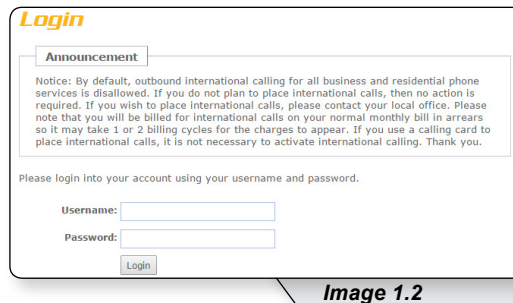 Login
Announcement
Notice: By default, outbound international calling for all business and residential phone
services is disallowed. If you do not plan to place international calls, then no action is
required. If you wish to place international calls, please contact your local office. Please
note that you will be billed for international calls on your normal monthly bill in arrears
so it may take 1 or 2 billing cycles for the charges to appear. If you use a calling card to
place international calls, it is not necessary to activate international calling. Thank you.
Please login into your account using your username and password.
Username:
Password:
Login
Image 1.2